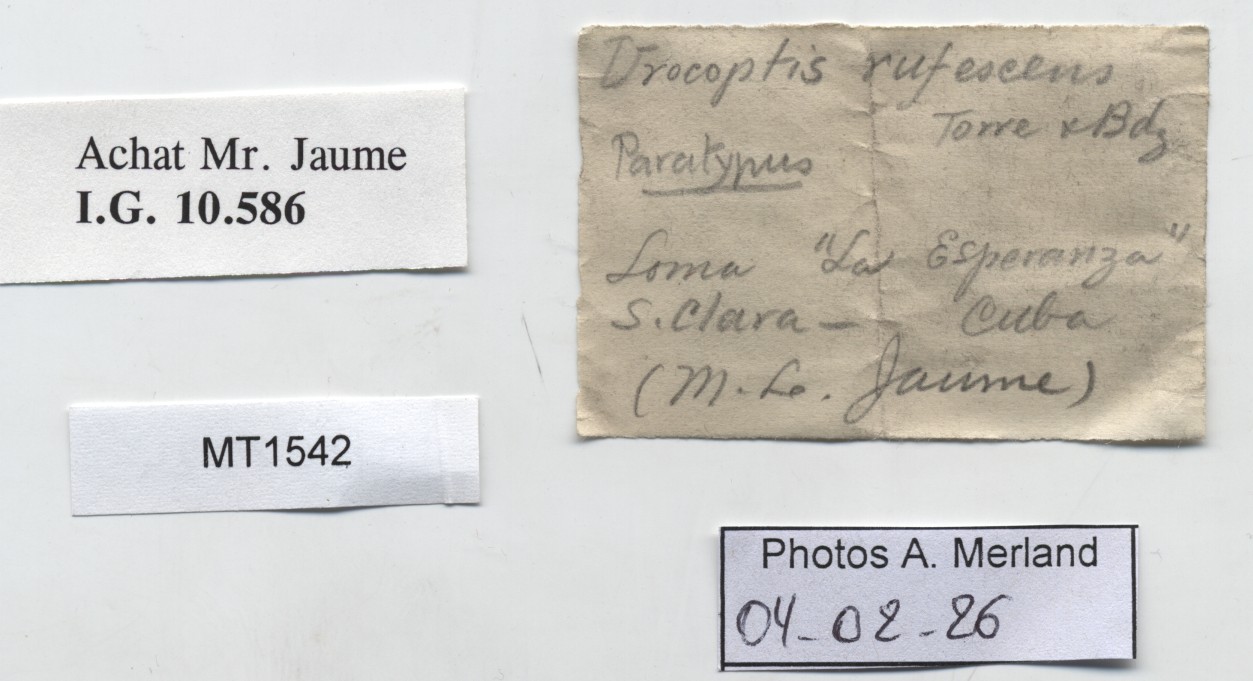 Achat Mr. Jaume
I.G. 10.586
MT1542
Urocoptis rufescens
Torre & Bdz
Paratypus
Loma "La Esperanza"
S. Clara - Cuba
(M. L. Jaume)
Photos A. Merland
04-02-26